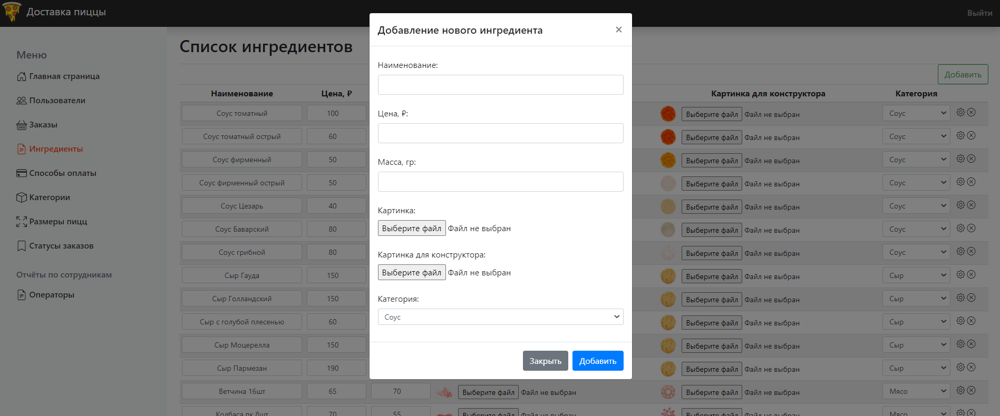 Доставка пиццы
Выйти
Меню
Главная страница
Пользователи
Заказы
Ингредиенты
Способы оплаты
Категории
Размеры пицц
Статусы заказов
Отчёты по сотрудникам
Операторы
Список ингредиентов
Добавить
Наименование Цена, ₽ Картинка для конструктора Категория
Соус томатный 100 Выберите файл Файл не выбран Соус
Соус томатный острый 60 Выберите файл Файл не выбран Соус
Соус фирменный 50 Выберите файл Файл не выбран Соус
Соус фирменный острый 50 Выберите файл Файл не выбран Соус
Соус Цезарь 40 Выберите файл Файл не выбран Соус
Соус Баварский 80 Выберите файл Файл не выбран Соус
Соус грибной 80 Выберите файл Файл не выбран Соус
Сыр Гауда 150 Выберите файл Файл не выбран Сыр
Сыр Голландский 150 Выберите файл Файл не выбран Сыр
Сыр с голубой плесенью 60 Выберите файл Файл не выбран Сыр
Сыр Моцерелла 150 Выберите файл Файл не выбран Сыр
Сыр Пармезан 190 Выберите файл Файл не выбран Сыр
Ветчина 16шт 65 70 Выберите файл Файл не выбран Выберите файл Файл не выбран Мясо
Колбаса пк 8шт 70 55 Выберите файл Файл не выбран Выберите файл Файл не выбран Мясо
Добавление нового ингредиента ×
Наименование:
Цена, ₽:
Масса, гр:
Картинка:
Выберите файл Файл не выбран
Картинка для конструктора:
Выберите файл Файл не выбран
Категория:
Соус
Закрыть Добавить